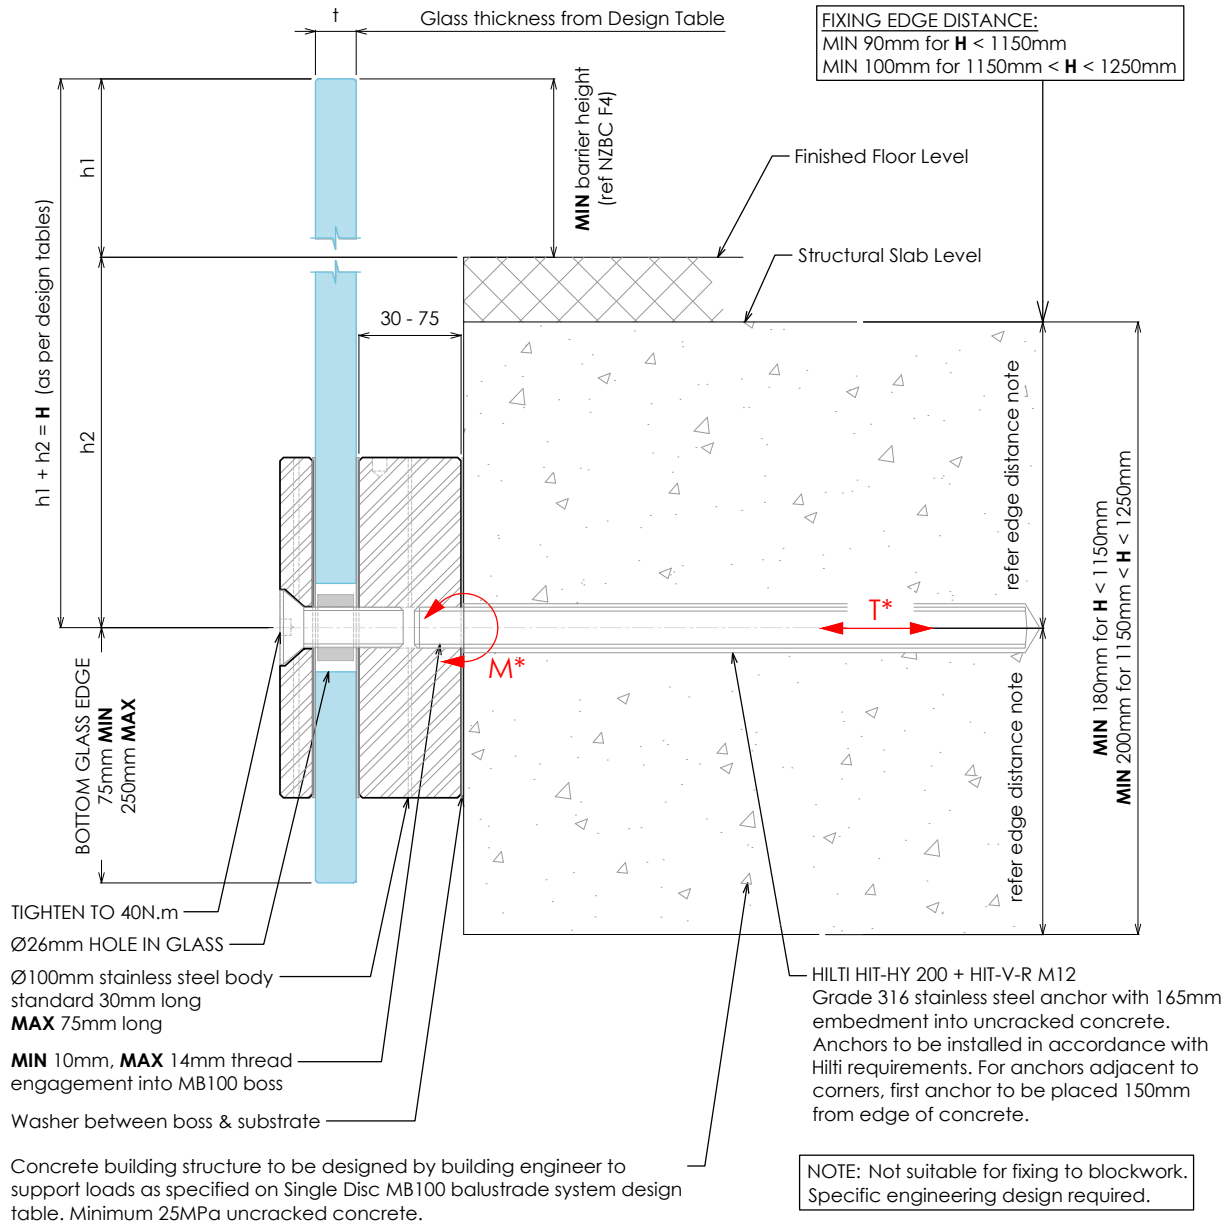 t
Glass thickness from Design Table
FIXING EDGE DISTANCE:
MIN 90mm for H < 1150mm
MIN 100mm for 1150mm < H < 1250mm
h1
MIN barrier height
(ref NZBC F4)
Finished Floor Level
Structural Slab Level
30 - 75
h1 + h2 = H (as per design tables)
h2
refer edge distance note
MIN 180mm for H < 1150mm
MIN 200mm for 1150mm < H < 1250mm
T*
M*
refer edge distance note
BOTTOM GLASS EDGE
75mm MIN
250mm MAX
TIGHTEN TO 40N.m
Ø26mm HOLE IN GLASS
Ø100mm stainless steel body
standard 30mm long
MAX 75mm long
MIN 10mm, MAX 14mm thread
engagement into MB100 boss
Washer between boss & substrate
Concrete building structure to be designed by building engineer to
support loads as specified on Single Disc MB100 balustrade system design
table. Minimum 25MPa uncracked concrete.
HILTI HIT-HY 200 + HIT-V-R M12
Grade 316 stainless steel anchor with 165mm
embedment into uncracked concrete.
Anchors to be installed in accordance with
Hilti requirements. For anchors adjacent to
corners, first anchor to be placed 150mm
from edge of concrete.
NOTE: Not suitable for fixing to blockwork.
Specific engineering design required.